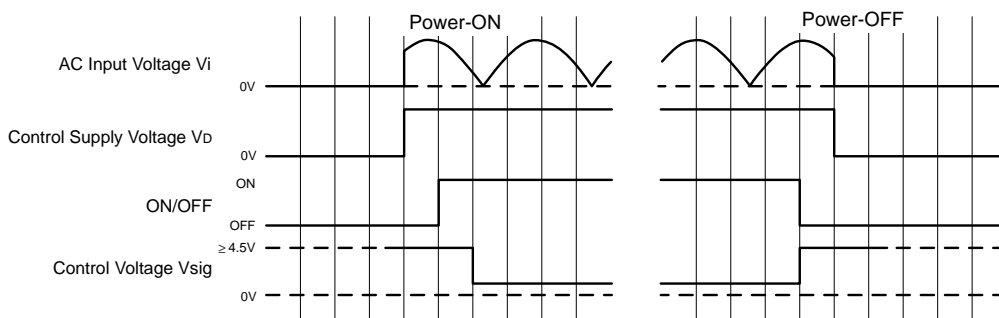 Power-ON
Power-OFF
AC Input Voltage Vi
0V
Control Supply Voltage VD
0V
ON
ON/OFF
OFF
≥ 4.5V
Control Voltage Vsig
0V